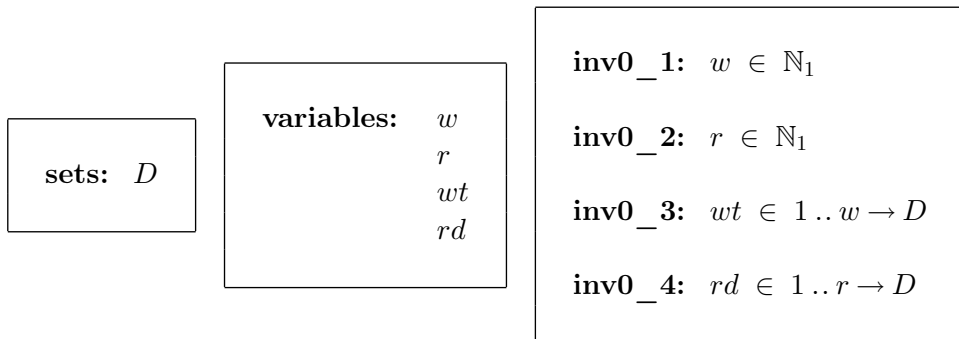 sets: D
variables: w
r
wt
rd
inv0_1: w ∈ ℕ₁
inv0_2: r ∈ ℕ₁
inv0_3: wt ∈ 1 .. w → D
inv0_4: rd ∈ 1 .. r → D